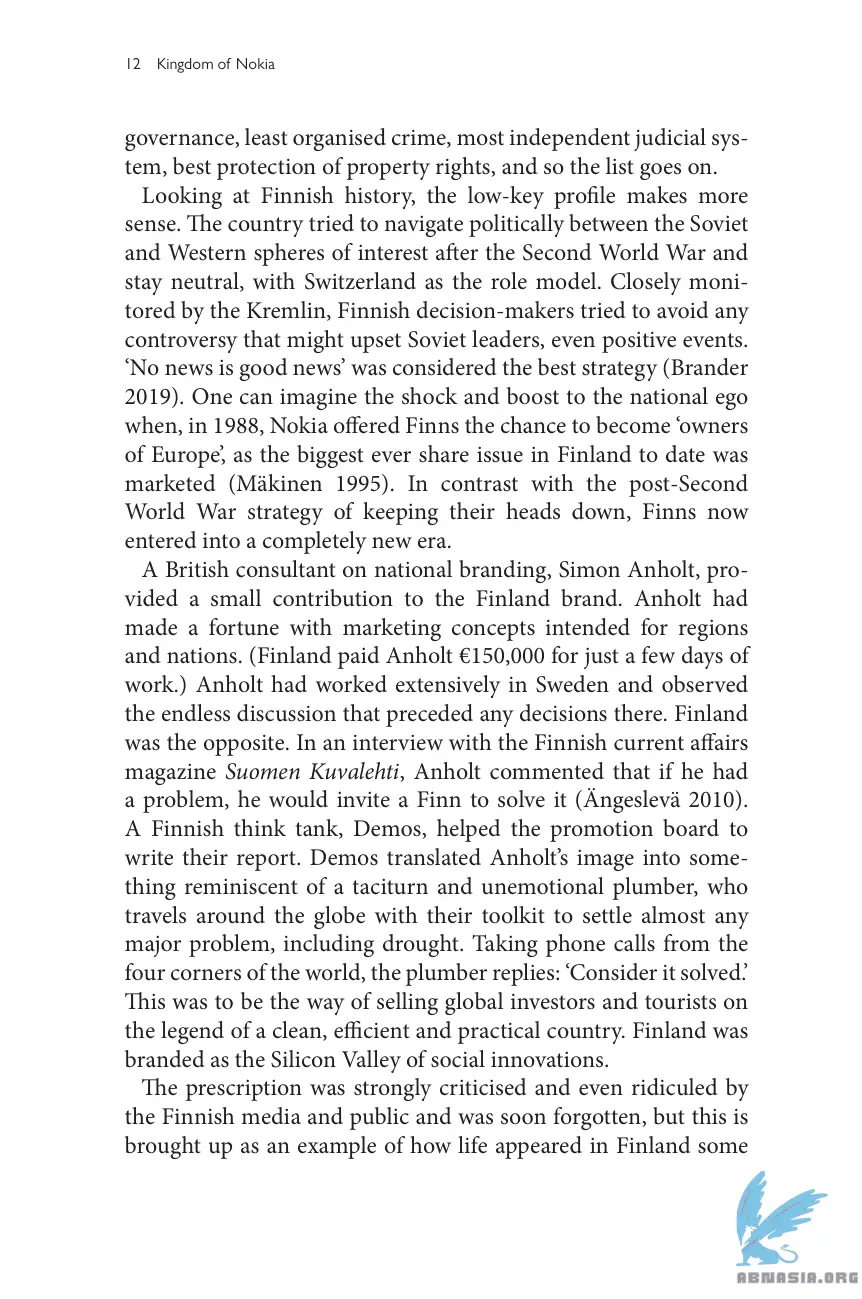 12 Kingdom of Nokia
governance, least organised crime, most independent judicial sys-
tem, best protection of property rights, and so the list goes on.
Looking at Finnish history, the low-key profile makes more
sense. The country tried to navigate politically between the Soviet
and Western spheres of interest after the Second World War and
stay neutral, with Switzerland as the role model. Closely moni-
tored by the Kremlin, Finnish decision-makers tried to avoid any
controversy that might upset Soviet leaders, even positive events.
‘No news is good news’ was considered the best strategy (Brander
2019). One can imagine the shock and boost to the national ego
when, in 1988, Nokia offered Finns the chance to become ‘owners
of Europe’, as the biggest ever share issue in Finland to date was
marketed (Mäkinen 1995). In contrast with the post-Second
World War strategy of keeping their heads down, Finns now
entered into a completely new era.
A British consultant on national branding, Simon Anholt, pro-
vided a small contribution to the Finland brand. Anholt had
made a fortune with marketing concepts intended for regions
and nations. (Finland paid Anholt €150,000 for just a few days of
work.) Anholt had worked extensively in Sweden and observed
the endless discussion that preceded any decisions there. Finland
was the opposite. In an interview with the Finnish current affairs
magazine Suomen Kuvalehti, Anholt commented that if he had
a problem, he would invite a Finn to solve it (Ängeslevä 2010).
A Finnish think tank, Demos, helped the promotion board to
write their report. Demos translated Anholt’s image into some-
thing reminiscent of a taciturn and unemotional plumber, who
travels around the globe with their toolkit to settle almost any
major problem, including drought. Taking phone calls from the
four corners of the world, the plumber replies: ‘Consider it solved.’
This was to be the way of selling global investors and tourists on
the legend of a clean, efficient and practical country. Finland was
branded as the Silicon Valley of social innovations.
The prescription was strongly criticised and even ridiculed by
the Finnish media and public and was soon forgotten, but this is
brought up as an example of how life appeared in Finland some
ABNASIA.ORG